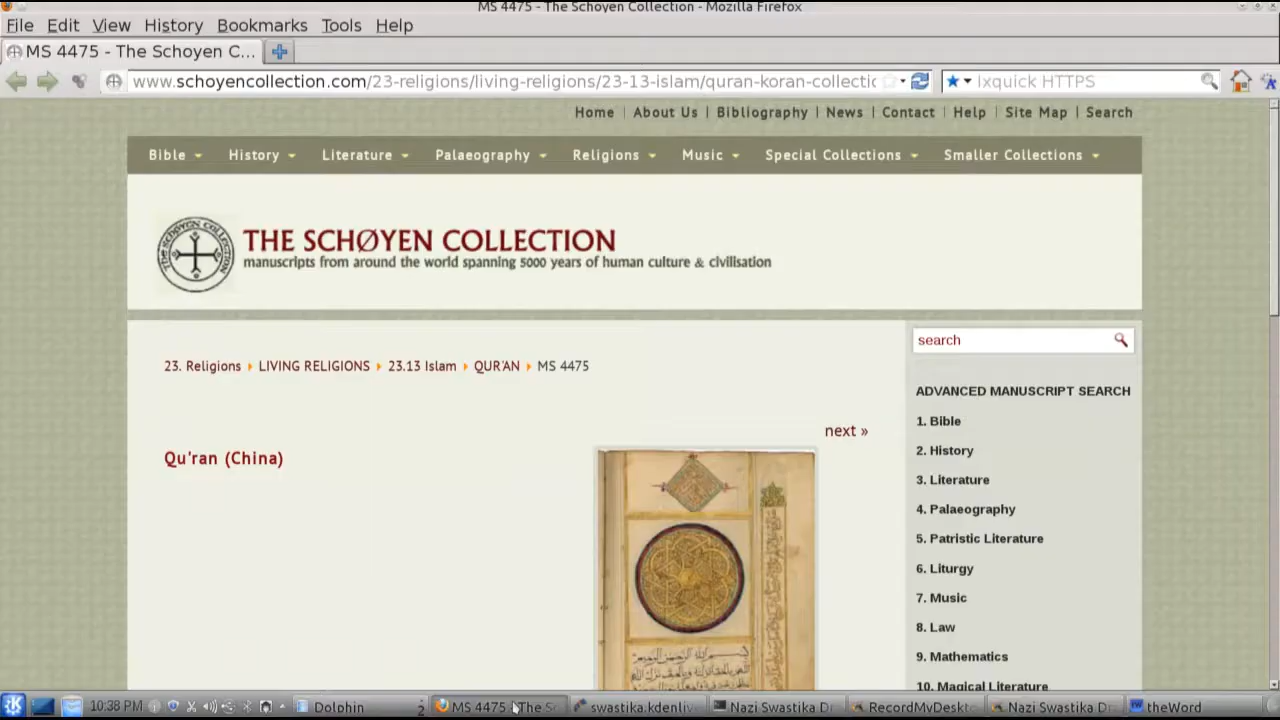 MS 4475 - The Schoyen Collection - Mozilla Firefox
File Edit View History Bookmarks Tools Help
MS 4475 - The Schoyen C...
www.schoyencollection.com/23-religions/living-religions/23-13-islam/quran-koran-collectic
Ixquick HTTPS
Home | About Us | Bibliography | News | Contact | Help | Site Map | Search
Bible History Literature Palaeography Religions Music Special Collections Smaller Collections
THE SCHØYEN COLLECTION
THE SCHØYEN COLLECTION
manuscripts from around the world spanning 5000 years of human culture & civilisation
23. Religions LIVING RELIGIONS 23.13 Islam QUR'AN MS 4475
next »
Qu'ran (China)
search
ADVANCED MANUSCRIPT SEARCH
1. Bible
2. History
3. Literature
4. Palaeography
5. Patristic Literature
6. Liturgy
7. Music
8. Law
9. Mathematics
10. Magical Literature
10:38 PM Dolphin 2 MS 4475 - The Sc swastika.kdenliv Nazi Swastika Dr RecordMyDeskt Nazi Swastika Dr theWord